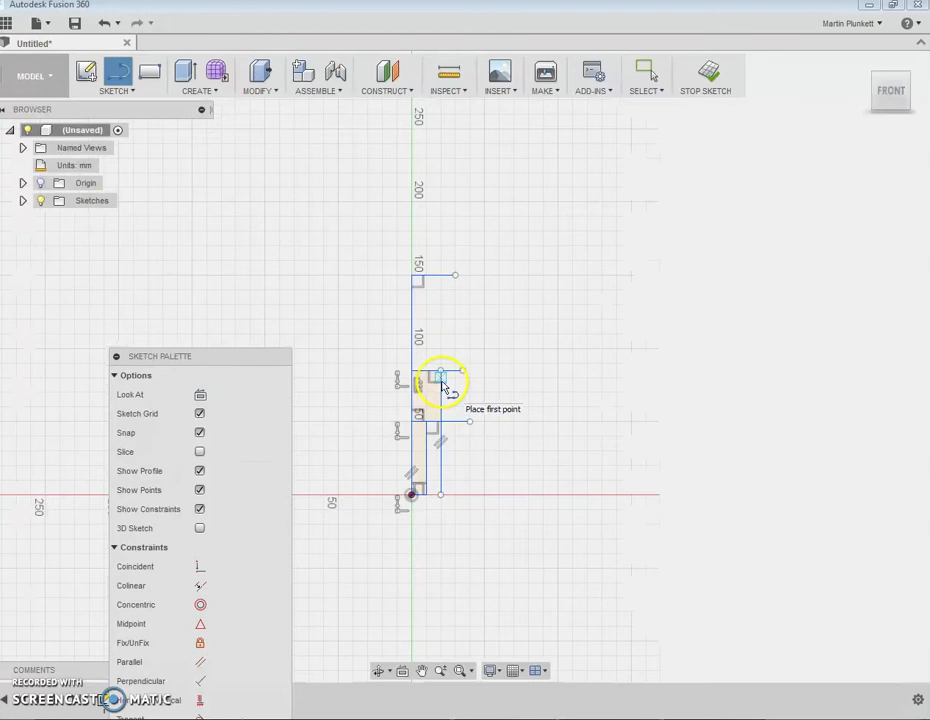 Autodesk Fusion 360
Martin Plunkett
Untitled*
MODEL
SKETCH
CREATE
MODIFY
ASSEMBLE
CONSTRUCT
INSPECT
INSERT
MAKE
ADD-INS
SELECT
STOP SKETCH
BROWSER
FRONT
(Unsaved)
Named Views
Units: mm
Origin
Sketches
250
200
150
100
50
Place first point
250
50
SKETCH PALETTE
Options
Look At
Sketch Grid
Snap
Slice
Show Profile
Show Points
Show Constraints
3D Sketch
Constraints
Coincident
Colinear
Concentric
Midpoint
Fix/UnFix
Parallel
Perpendicular
COMMENTS
RECORDED WITH
SCREENCAST MATIC